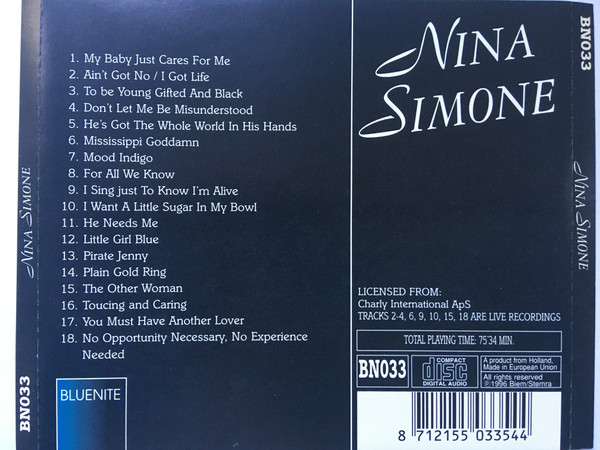 NINA SIMONE
BN033
1. My Baby Just Cares For Me
2. Ain't Got No / I Got Life
3. To be Young Gifted And Black
4. Don't Let Me Be Misunderstood
5. He's Got The Whole World In His Hands
6. Mississippi Goddamn
7. Mood Indigo
8. For All We Know
9. I Sing just To Know I'm Alive
10. I Want A Little Sugar In My Bowl
11. He Needs Me
12. Little Girl Blue
13. Pirate Jenny
14. Plain Gold Ring
15. The Other Woman
16. Toucing and Caring
17. You Must Have Another Lover
18. No Opportunity Necessary, No Experience
Needed
BLUENITE
NINA
SIMONE
LICENSED FROM:
Charly International ApS
TRACKS 2-4, 6, 9, 10, 15, 18 ARE LIVE RECORDINGS
TOTAL PLAYING TIME: 75'34 MIN.
BN033
COMPACT
disc
DIGITAL AUDIO
A product from Holland,
Made in European Union
All rights reserved
℗ 1996 Biem/Stemra
8 712155 033544
BN033
NINA SIMONE